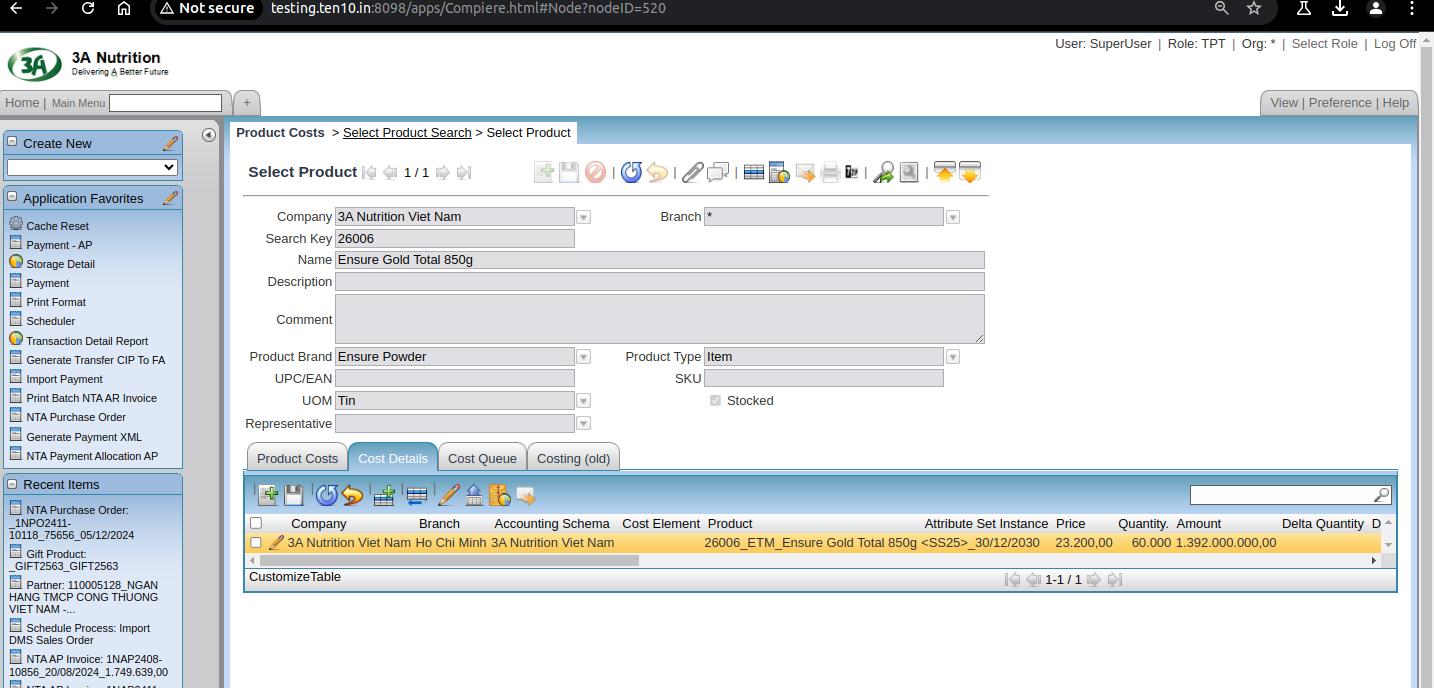 Not secure testing.ten10.in:8098/apps/Compiere.html#Node?nodeID=520
3A
3A Nutrition
Delivering A Better Future
User: SuperUser | Role: TPT | Org: * | Select Role | Log Off
Home | Main Menu
+
View | Preference | Help
Create New
Application Favorites
Cache Reset
Payment - AP
Storage Detail
Payment
Print Format
Scheduler
Transaction Detail Report
Generate Transfer CIP To FA
Import Payment
Print Batch NTA AR Invoice
NTA Purchase Order
Generate Payment XML
NTA Payment Allocation AP
Recent Items
NTA Purchase Order:
_1NPO2411-
10118_75656_05/12/2024
Gift Product:
_GIFT2563_GIFT2563
Partner: 110005128_NGAN
HANG TMCP CONG THUONG
VIET NAM -...
Schedule Process: Import
DMS Sales Order
NTA AP Invoice: 1NAP2408-
10856_20/08/2024_1.749.639,00
Product Costs > Select Product Search > Select Product
Select Product 1 / 1
Company 3A Nutrition Viet Nam Branch *
Search Key 26006
Name Ensure Gold Total 850g
Description
Comment
Product Brand Ensure Powder Product Type Item
UPC/EAN SKU
UOM Tin Stocked
Representative
Product Costs Cost Details Cost Queue Costing (old)
Company Branch Accounting Schema Cost Element Product Attribute Set Instance Price Quantity. Amount Delta Quantity D
3A Nutrition Viet Nam Ho Chi Minh 3A Nutrition Viet Nam 26006_ETM_Ensure Gold Total 850g <SS25>_30/12/2030 23.200,00 60.000 1.392.000.000,00
CustomizeTable 1-1 / 1